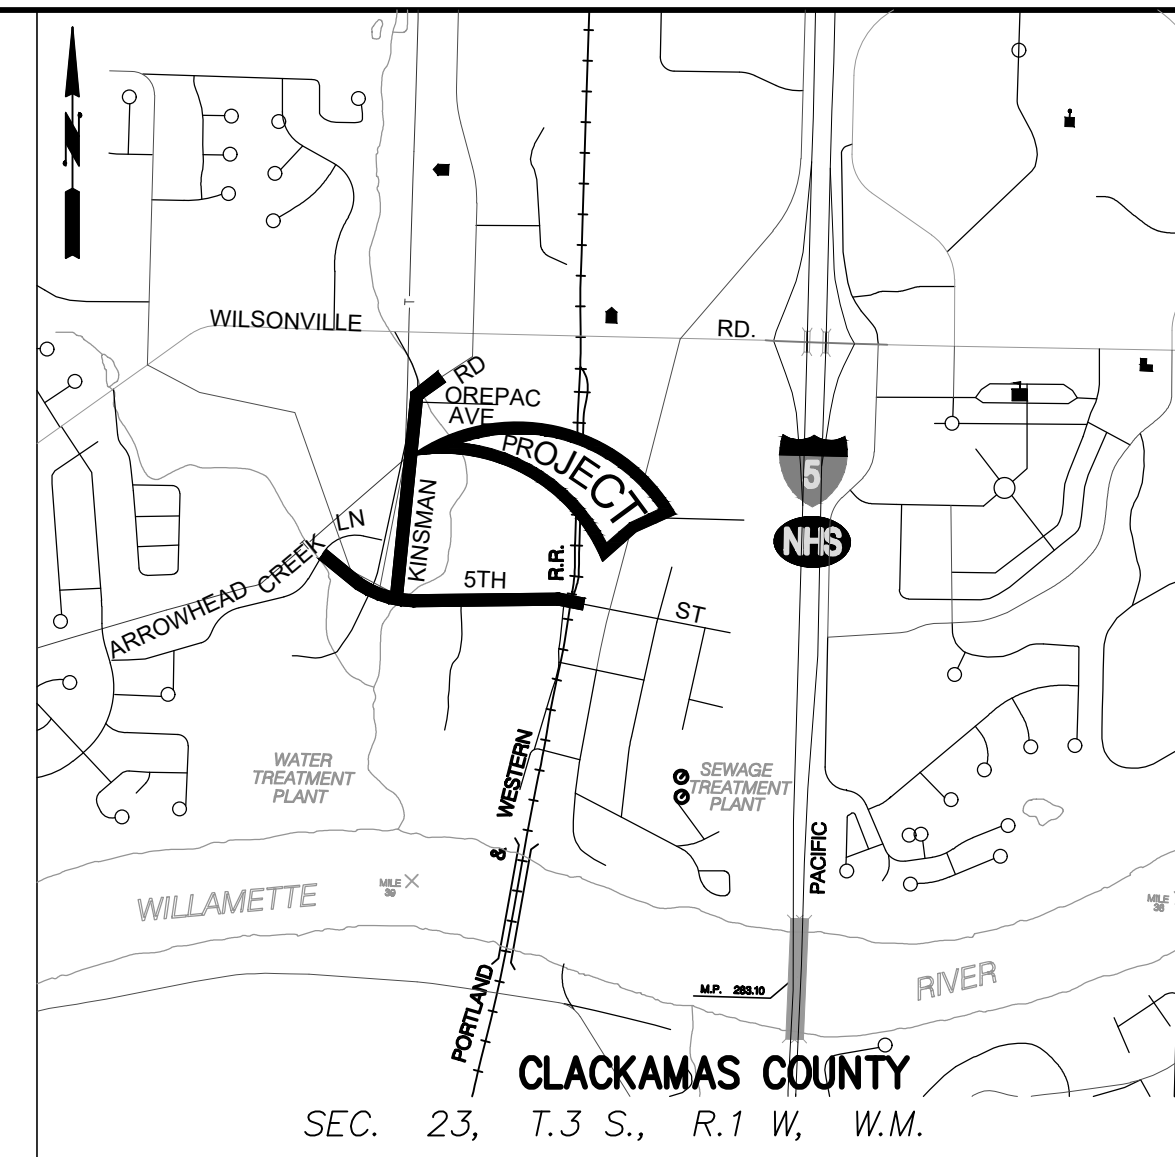 N
WILSONVILLE
RD.
RD
OREPAC
AVE
PROJECT
5
NHS
KINSMAN
LN
ARROWHEAD CREEK
5TH
ST
R.R.
WATER
TREATMENT
PLANT
SEWAGE
TREATMENT
PLANT
WESTERN
&
PORTLAND
PACIFIC
WILLAMETTE
MILE
39
MILE
38
RIVER
M.P. 283.10
CLACKAMAS COUNTY
SEC. 23, T.3 S., R.1 W, W.M.